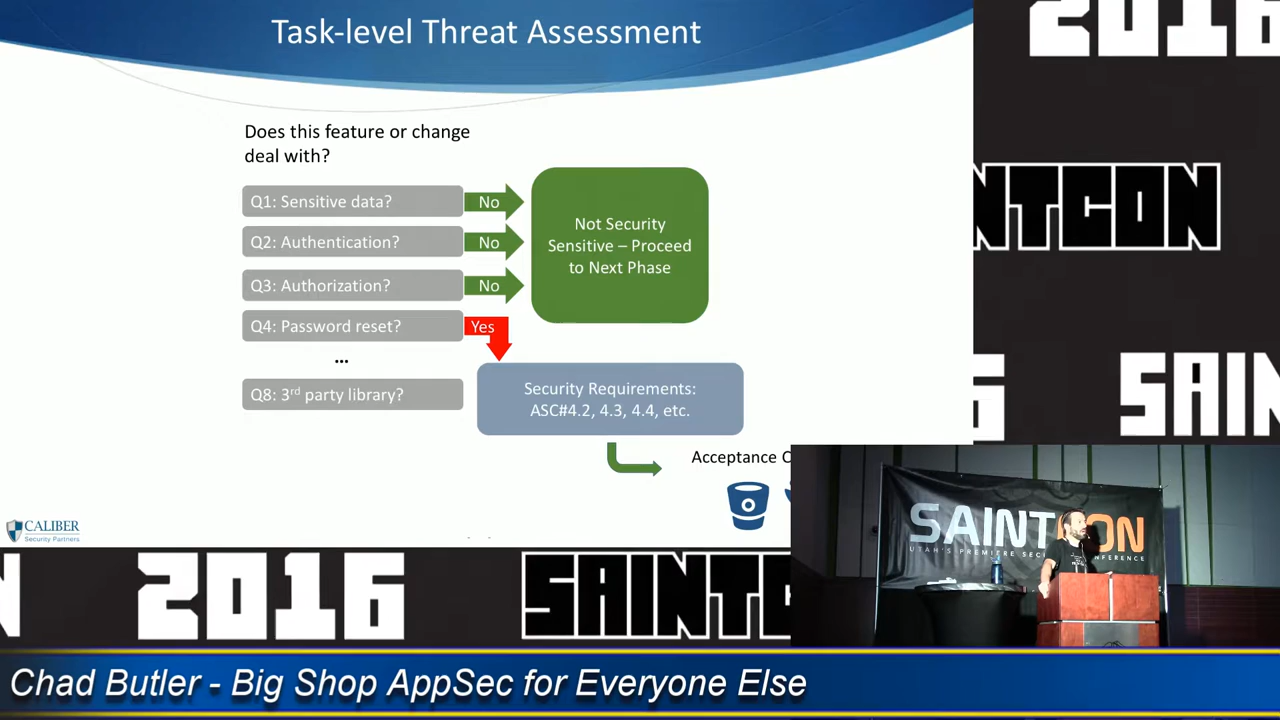 Task-level Threat Assessment
2016
Does this feature or change
deal with?
Q1: Sensitive data?
No
Q2: Authentication?
No
Q3: Authorization?
No
Q4: Password reset?
Yes
...
Q8: 3rd party library?
Not Security
Sensitive – Proceed
to Next Phase
Security Requirements:
ASC#4.2, 4.3, 4.4, etc.
Acceptance
CALIBER
Security Partners
SAINTCON
UTAH'S PREMIERE SEC CONFERENCE
2016
Chad Butler - Big Shop AppSec for Everyone Else